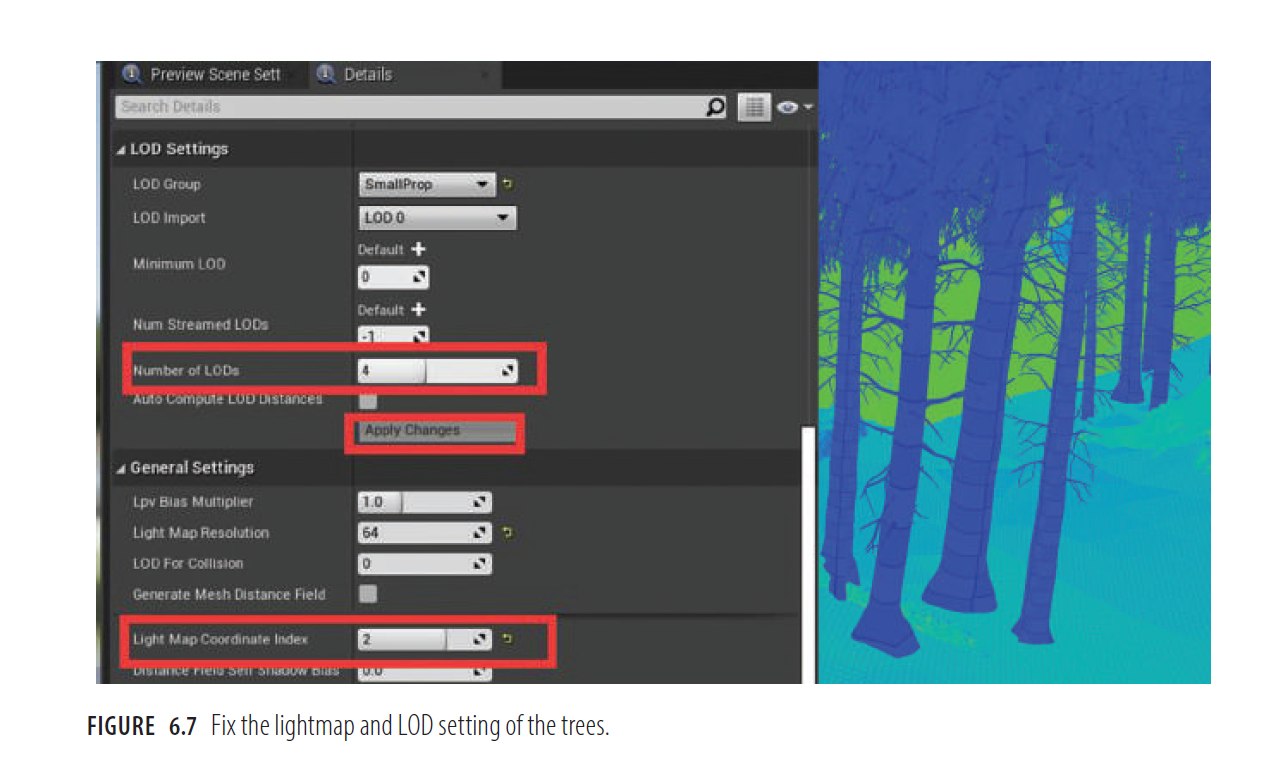 Preview Scene Sett
Details
Search Details
LOD Settings
LOD Group SmallProp
LOD Import LOD 0
Default
Minimum LOD
0
Default
Num Streamed LODs
-1
Number of LODs 4
Auto Compute LOD Distances
Apply Changes
General Settings
Lpv Bias Multiplier 1.0
Light Map Resolution 64
LOD For Collision 0
Generate Mesh Distance Field
Light Map Coordinate Index 2
Distance Field Self Shadow Bias 0.0
FIGURE 6.7 Fix the lightmap and LOD setting of the trees.